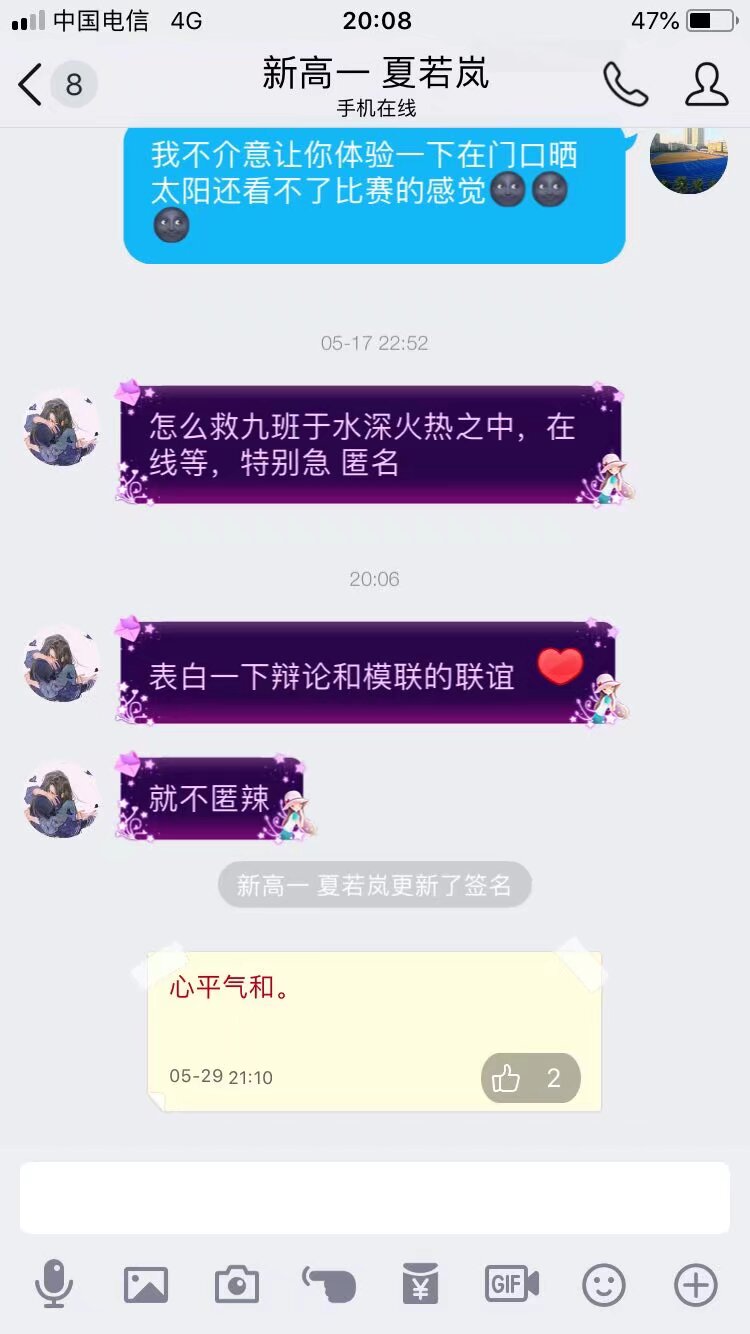 中国电信 4G 20:08 47%
8 新高一 夏若岚
手机在线
我不介意让你体验一下在门口晒
太阳还看不了比赛的感觉🌚🌚
🌚
05-17 22:52
怎么救九班于水深火热之中，在
线等，特别急 匿名
20:06
表白一下辩论和模联的联谊 ❤️
就不匿辣
新高一 夏若岚更新了签名
心平气和。
05-29 21:10 2
¥ GIF